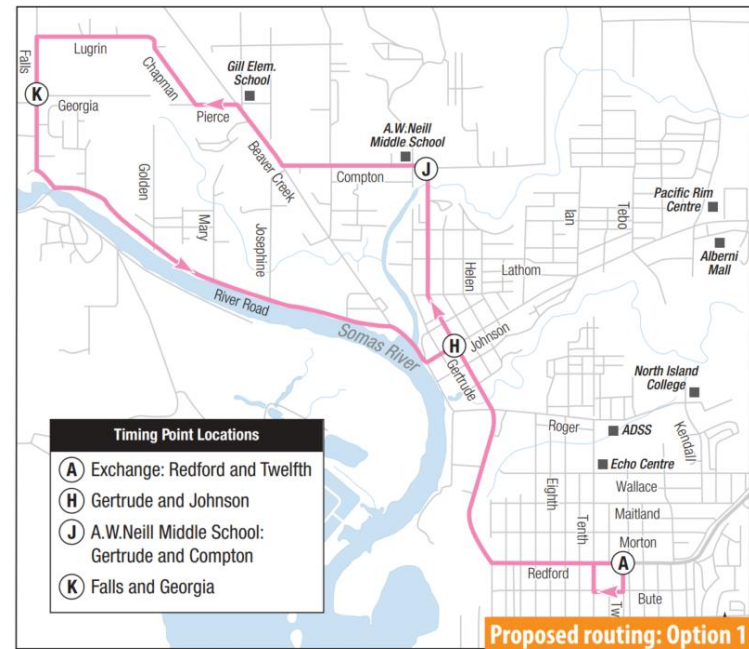 Lugrin
Falls
Chapman
Gill Elem.
School
K
Georgia
Pierce
A.W.Neill
Middle School
Beaver Creek
Compton
J
Golden
Mary
Josephine
Ian
Tebo
Pacific Rim
Centre
Alberni
Mall
Helen
Lathom
River Road
Somas River
Johnson
H
Gertrude
North Island
College
Roger
ADSS
Kendall
Echo Centre
Wallace
Eighth
Tenth
Maitland
Morton
Redford
A
Bute
Tw
Timing Point Locations
A Exchange: Redford and Twelfth
H Gertrude and Johnson
J A.W.Neill Middle School:
Gertrude and Compton
K Falls and Georgia
Proposed routing: Option 1